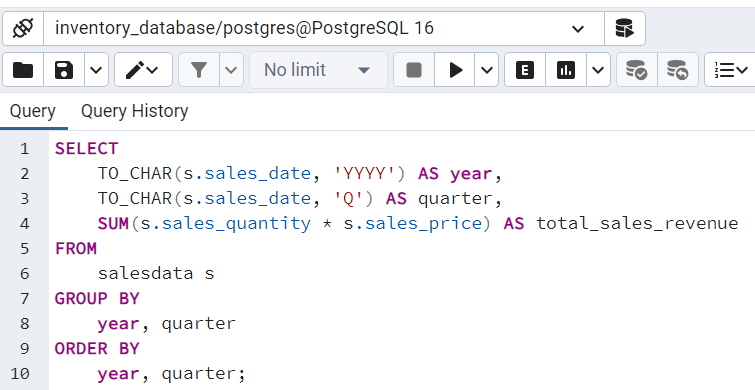 inventory_database/postgres@PostgreSQL 16
No limit
E
Query Query History
1 SELECT
2 TO_CHAR(s.sales_date, 'YYYY') AS year,
3 TO_CHAR(s.sales_date, 'Q') AS quarter,
4 SUM(s.sales_quantity * s.sales_price) AS total_sales_revenue
5 FROM
6 salesdata s
7 GROUP BY
8 year, quarter
9 ORDER BY
10 year, quarter;